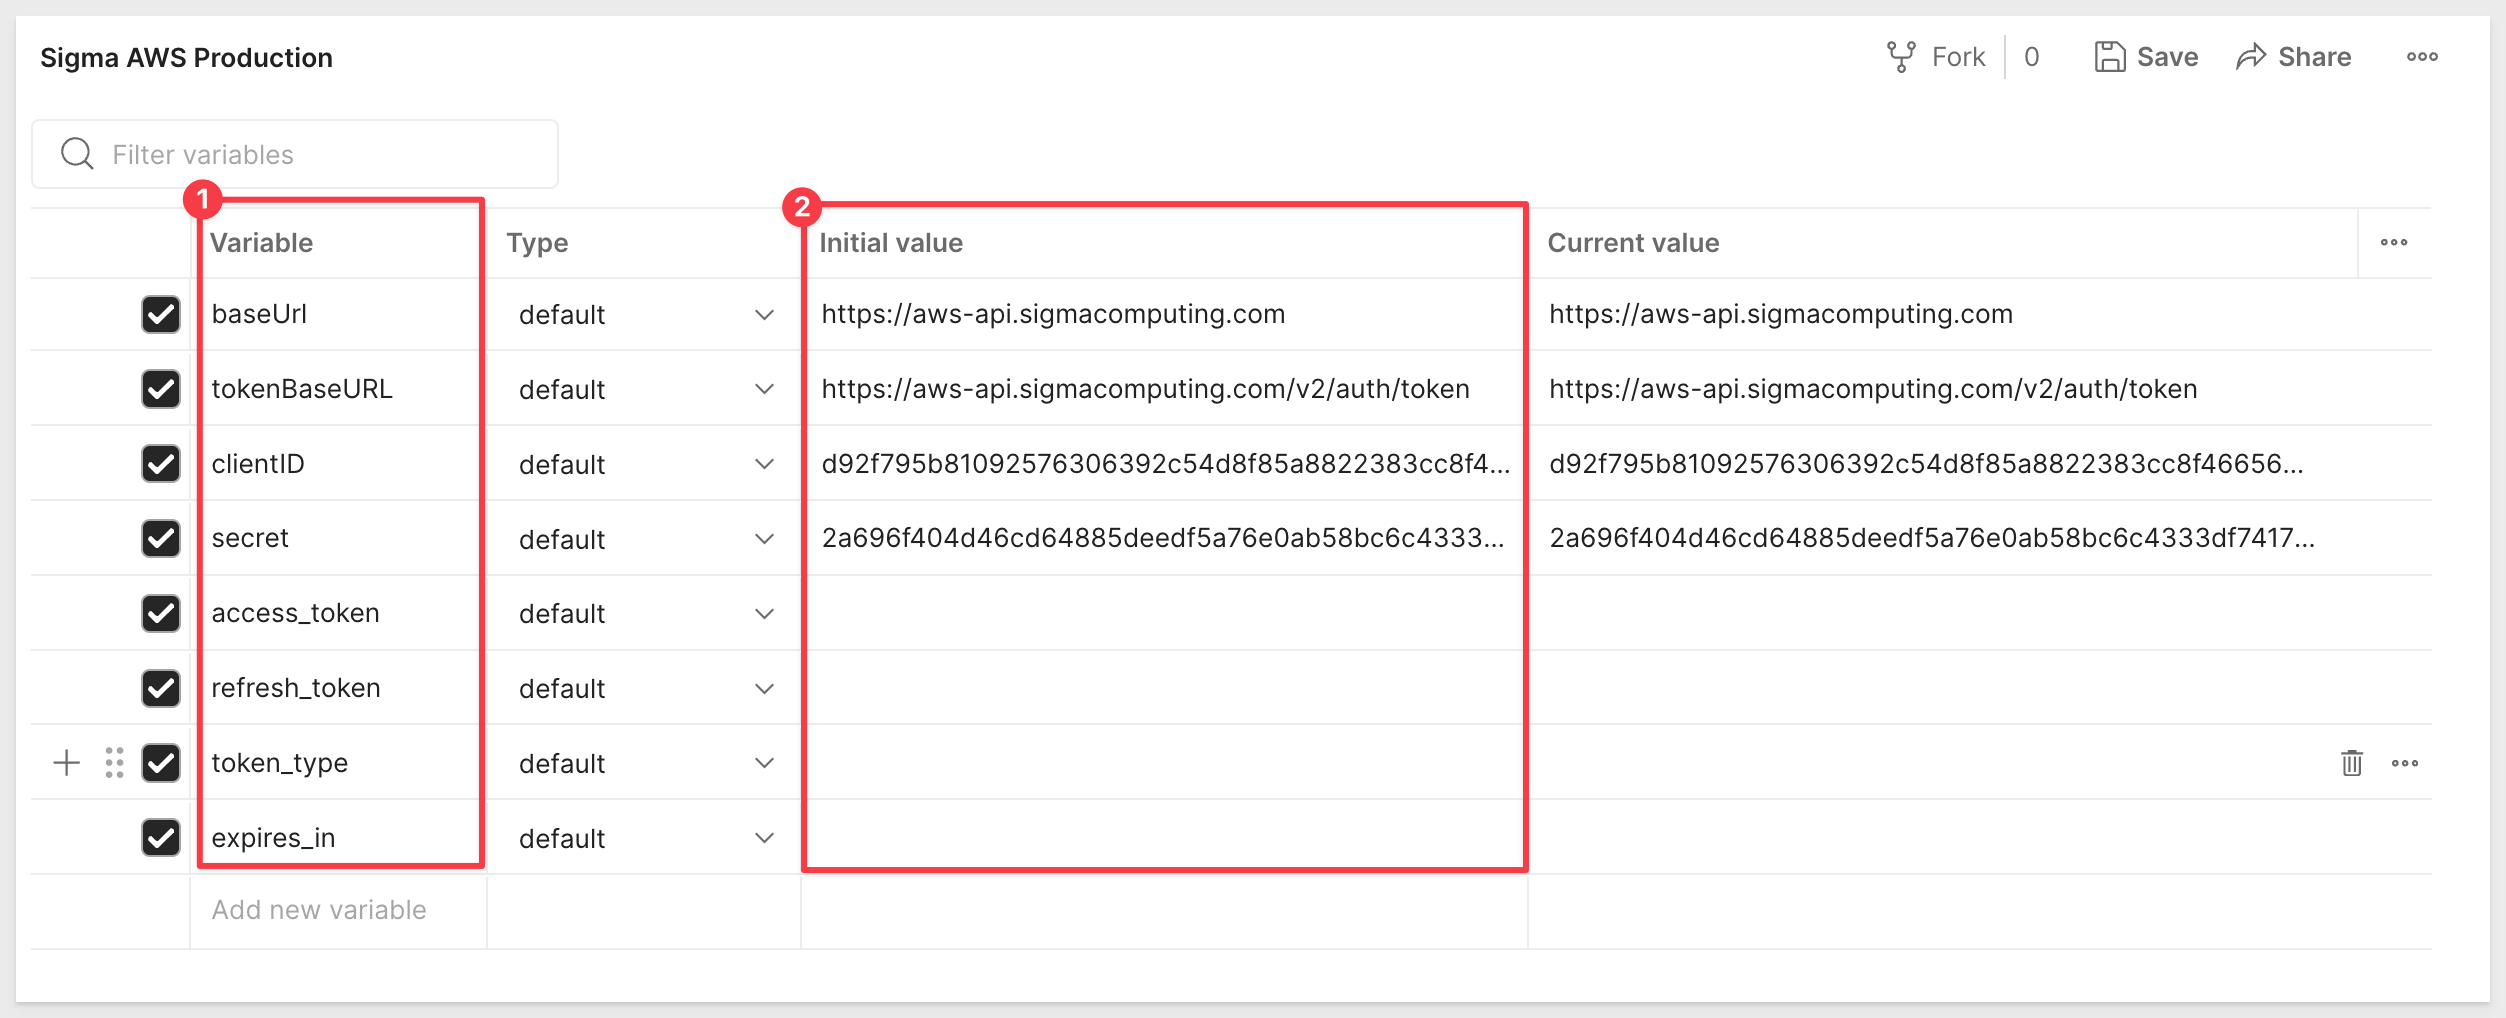 Sigma AWS Production
Fork 0 Save Share
Filter variables
1 2
Variable Type Initial value Current value
baseUrl default https://aws-api.sigmacomputing.com https://aws-api.sigmacomputing.com
tokenBaseURL default https://aws-api.sigmacomputing.com/v2/auth/token https://aws-api.sigmacomputing.com/v2/auth/token
clientID default d92f795b81092576306392c54d8f85a8822383cc8f4... d92f795b81092576306392c54d8f85a8822383cc8f46656...
secret default 2a696f404d46cd64885deedf5a76e0ab58bc6c4333... 2a696f404d46cd64885deedf5a76e0ab58bc6c4333df7417...
access_token default
refresh_token default
token_type default
expires_in default
Add new variable